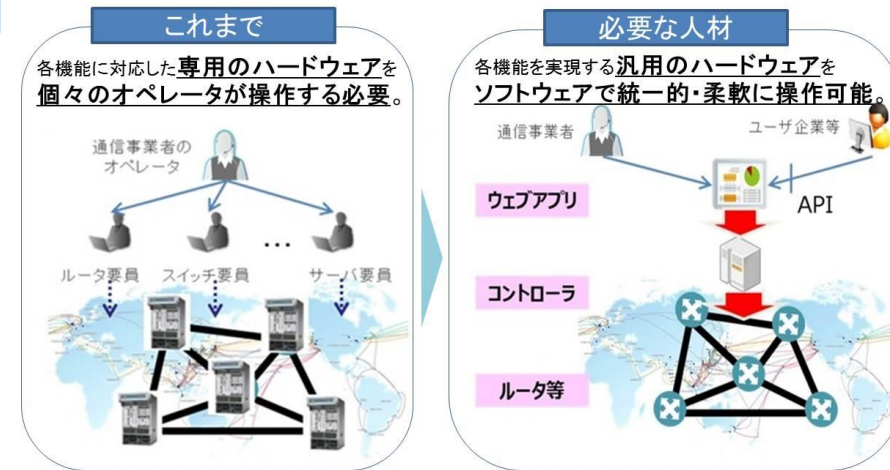 これまで
各機能に対応した専用のハードウェアを
個々のオペレータが操作する必要。
通信事業者の
オペレータ
ルータ要員 スイッチ要員 … サーバ要員
必要な人材
各機能を実現する汎用のハードウェアを
ソフトウェアで統一的・柔軟に操作可能。
通信事業者
ユーザ企業等
API
ウェブアプリ
コントローラ
ルータ等